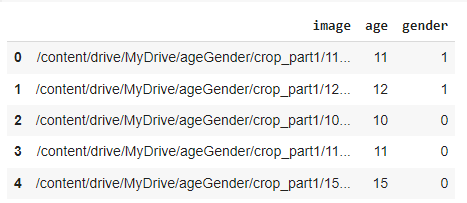 image age gender
0 /content/drive/MyDrive/ageGender/crop_part1/11... 11 1
1 /content/drive/MyDrive/ageGender/crop_part1/12... 12 1
2 /content/drive/MyDrive/ageGender/crop_part1/10... 10 0
3 /content/drive/MyDrive/ageGender/crop_part1/11... 11 0
4 /content/drive/MyDrive/ageGender/crop_part1/15... 15 0